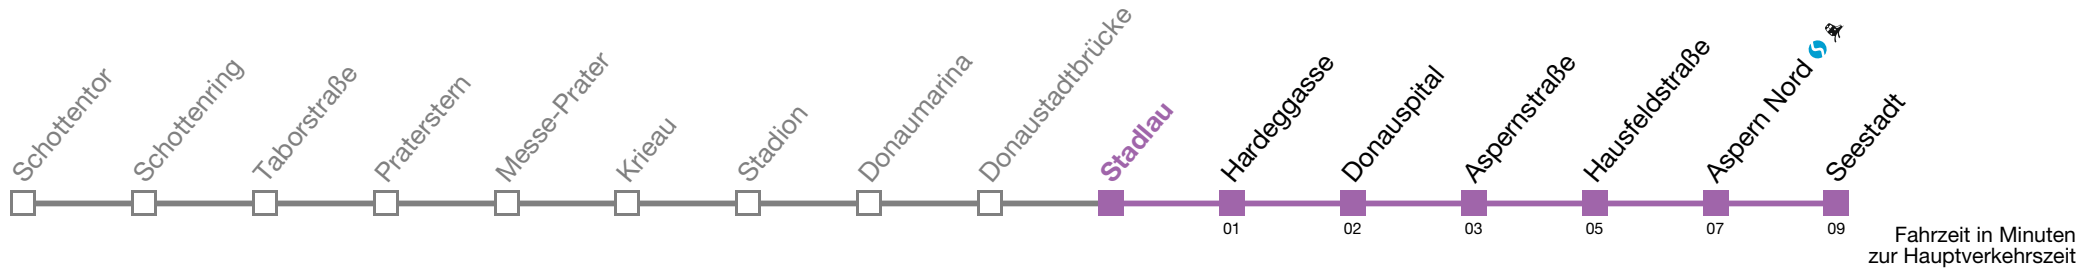 Schottentor
Schottenring
Taborstraße
Praterstern
Messe-Prater
Krieau
Stadion
Donaumarina
Donaustadtbrücke
Stadlau
Hardeggasse
Donauspital
Aspernstraße
Hausfeldstraße
Aspern Nord
Seestadt
01
02
03
05
07
09
Fahrzeit in Minuten
zur Hauptverkehrszeit